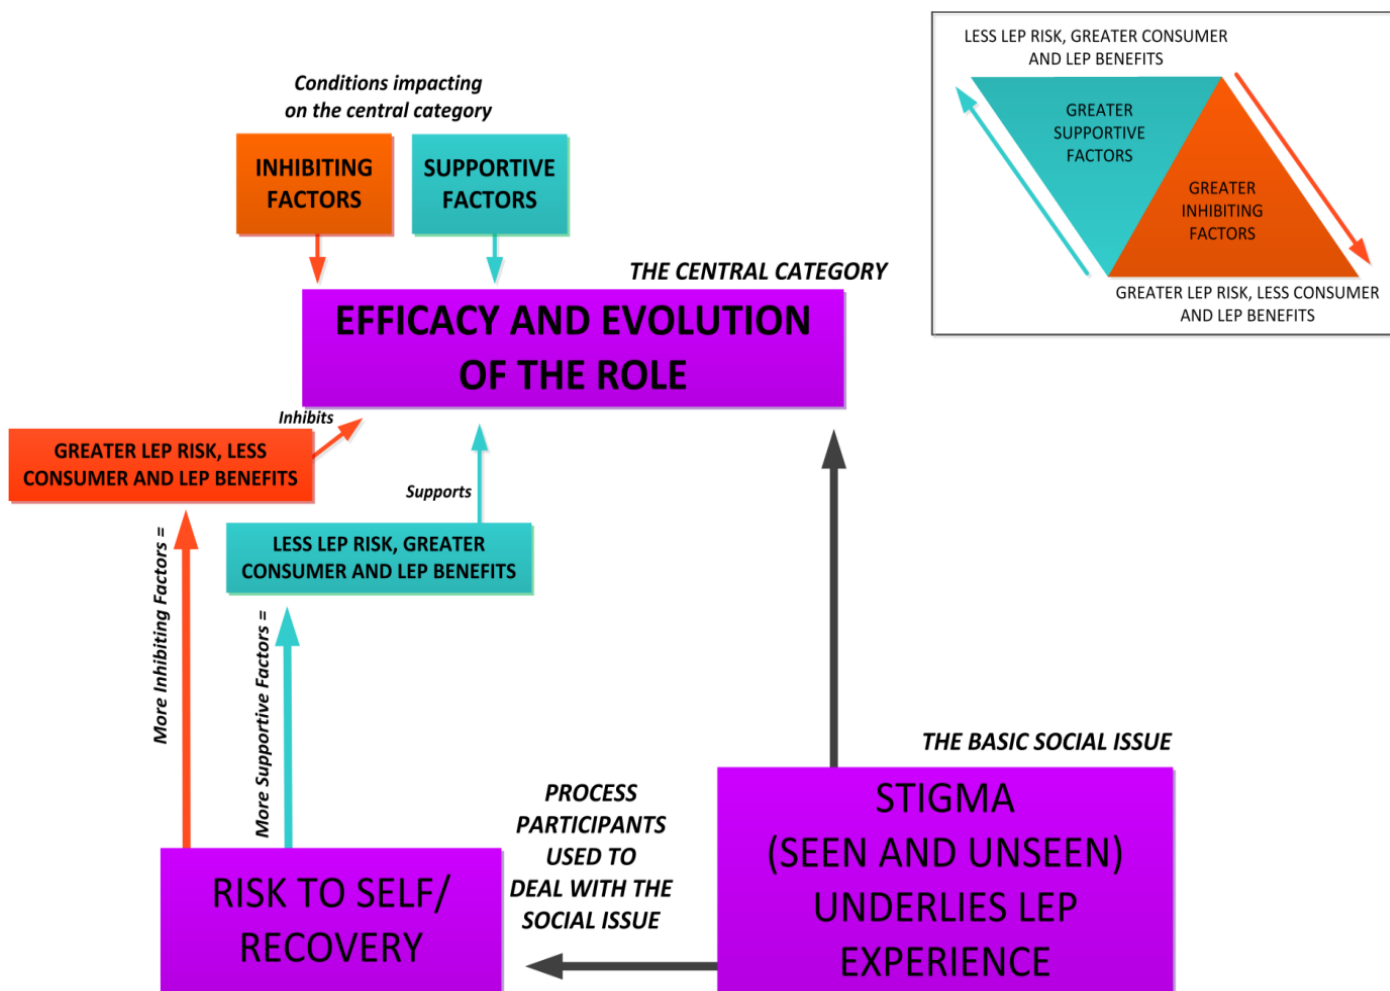 LESS LEP RISK, GREATER CONSUMER
AND LEP BENEFITS
GREATER
SUPPORTIVE
FACTORS
GREATER
INHIBITING
FACTORS
GREATER LEP RISK, LESS CONSUMER
AND LEP BENEFITS
Conditions impacting
on the central category
INHIBITING
FACTORS
SUPPORTIVE
FACTORS
THE CENTRAL CATEGORY
EFFICACY AND EVOLUTION
OF THE ROLE
Inhibits
GREATER LEP RISK, LESS
CONSUMER AND LEP BENEFITS
Supports
LESS LEP RISK, GREATER
CONSUMER AND LEP BENEFITS
More Inhibiting Factors =
More Supportive Factors =
THE BASIC SOCIAL ISSUE
STIGMA
(SEEN AND UNSEEN)
UNDERLIES LEP
EXPERIENCE
PROCESS
PARTICIPANTS
USED TO
DEAL WITH THE
SOCIAL ISSUE
RISK TO SELF/
RECOVERY